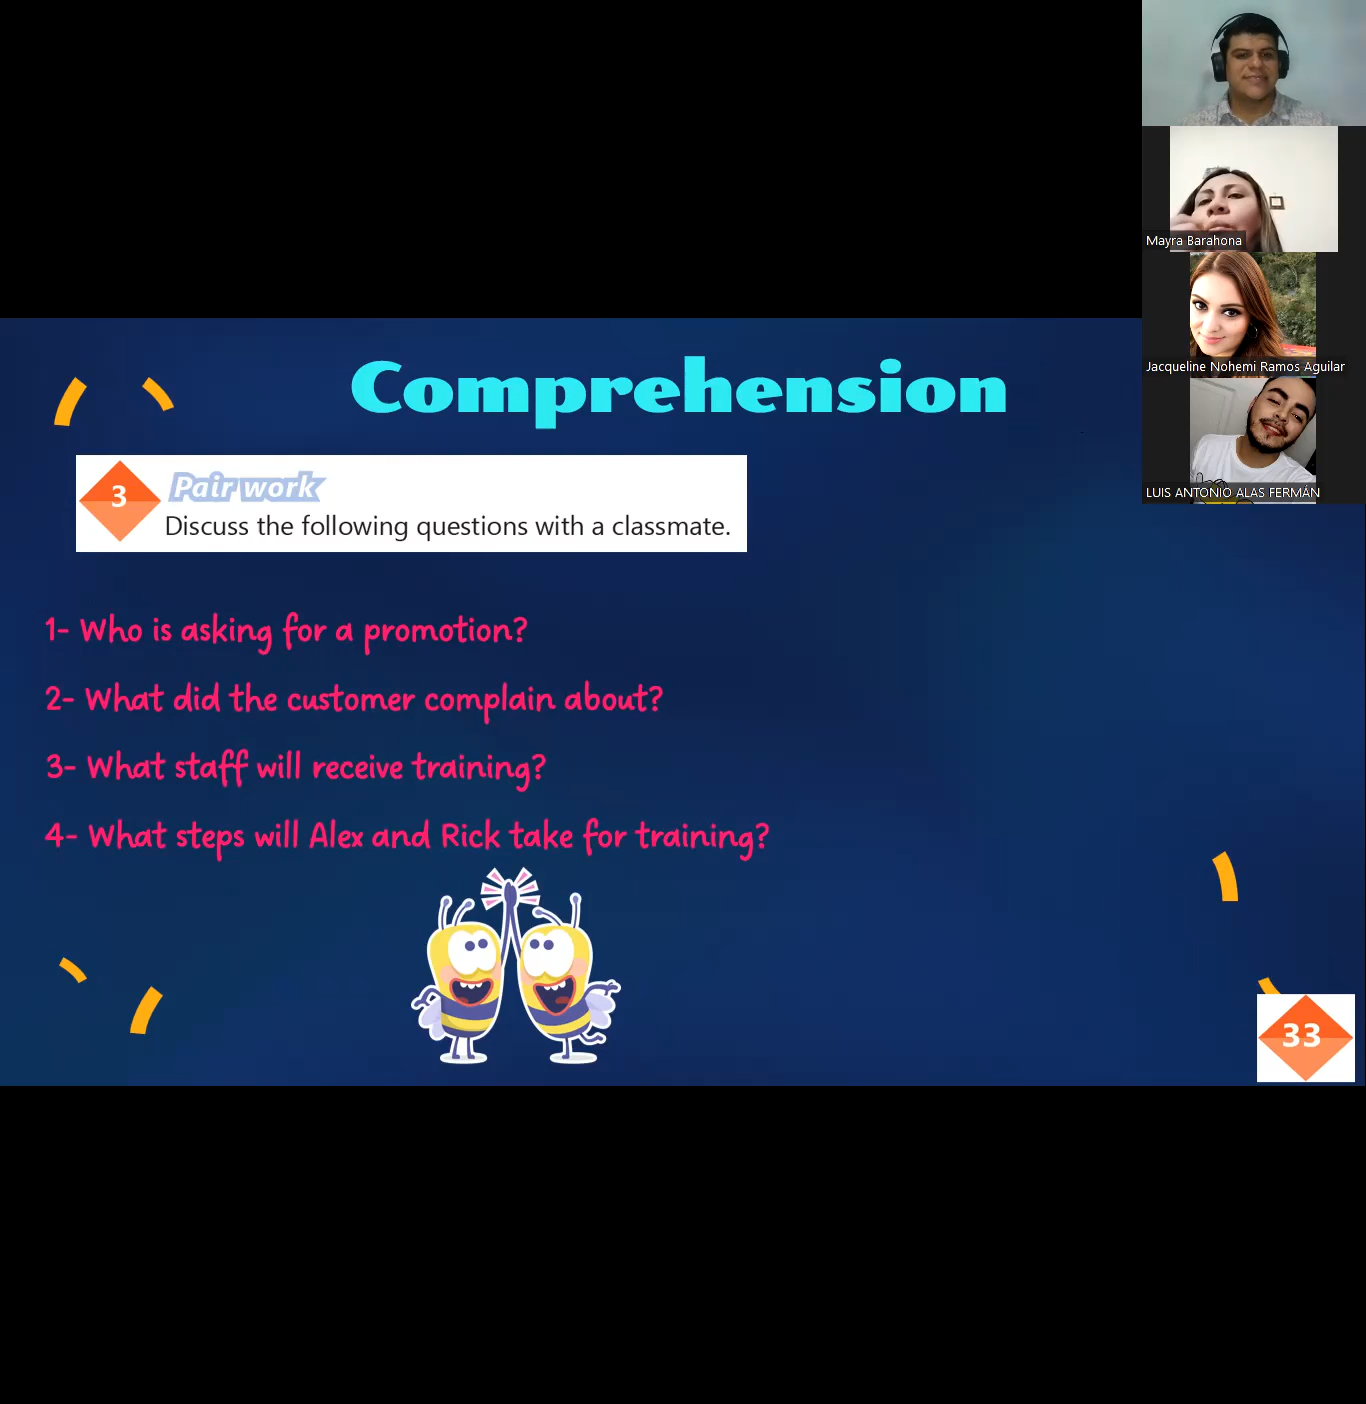 Comprehension
3
Pair work
Discuss the following questions with a classmate.
1- Who is asking for a promotion?
2- What did the customer complain about?
3- What staff will receive training?
4- What steps will Alex and Rick take for training?
33
Mayra Barahona
Jacqueline Nohemi Ramos Aguilar
LUIS ANTONIO ALAS FERMÁN